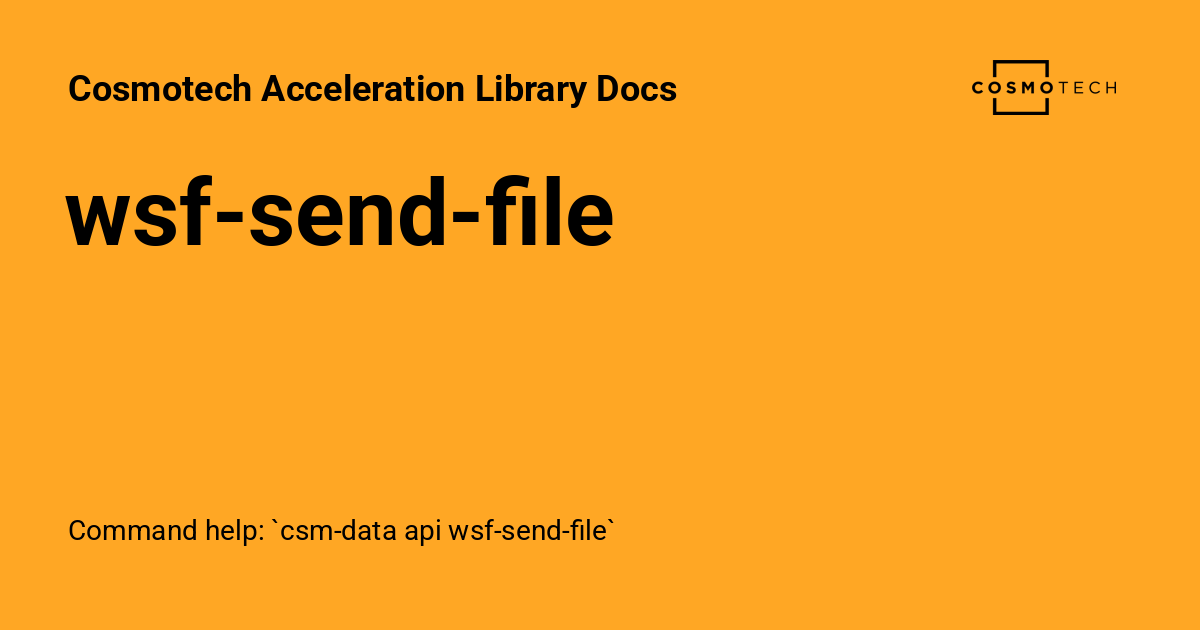 Cosmotech Acceleration Library Docs
COSMOTECH
wsf-send-file
Command help: `csm-data api wsf-send-file`